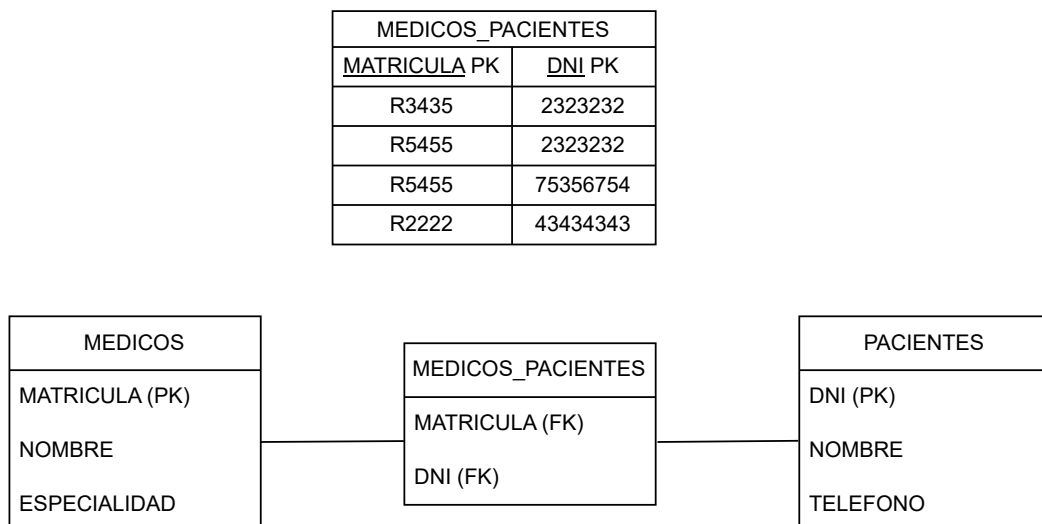 MEDICOS_PACIENTES
MATRICULA PK DNI PK
R3435 2323232
R5455 2323232
R5455 75356754
R2222 43434343
MEDICOS
MATRICULA (PK)
NOMBRE
ESPECIALIDAD
MEDICOS_PACIENTES
MATRICULA (FK)
DNI (FK)
PACIENTES
DNI (PK)
NOMBRE
TELEFONO